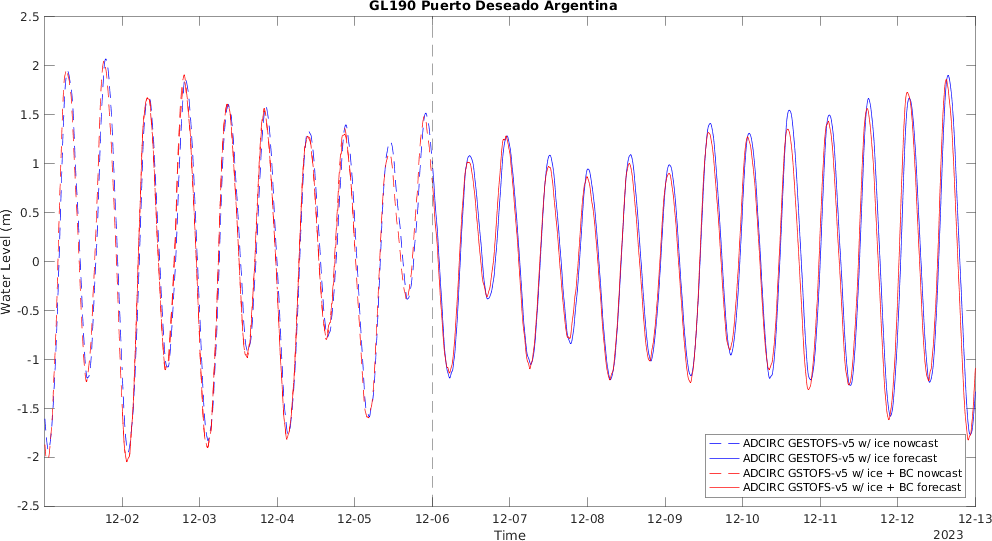 GL190 Puerto Deseado Argentina
2.5
2
1.5
1
0.5
0
-0.5
-1
-1.5
-2
-2.5
Water Level (m)
ADCIRC GESTOFS-v5 w/ ice nowcast
ADCIRC GESTOFS-v5 w/ ice forecast
ADCIRC GSTOFS-v5 w/ ice + BC nowcast
ADCIRC GSTOFS-v5 w/ ice + BC forecast
12-02 12-03 12-04 12-05 12-06 12-07 12-08 12-09 12-10 12-11 12-12 12-13
Time
2023